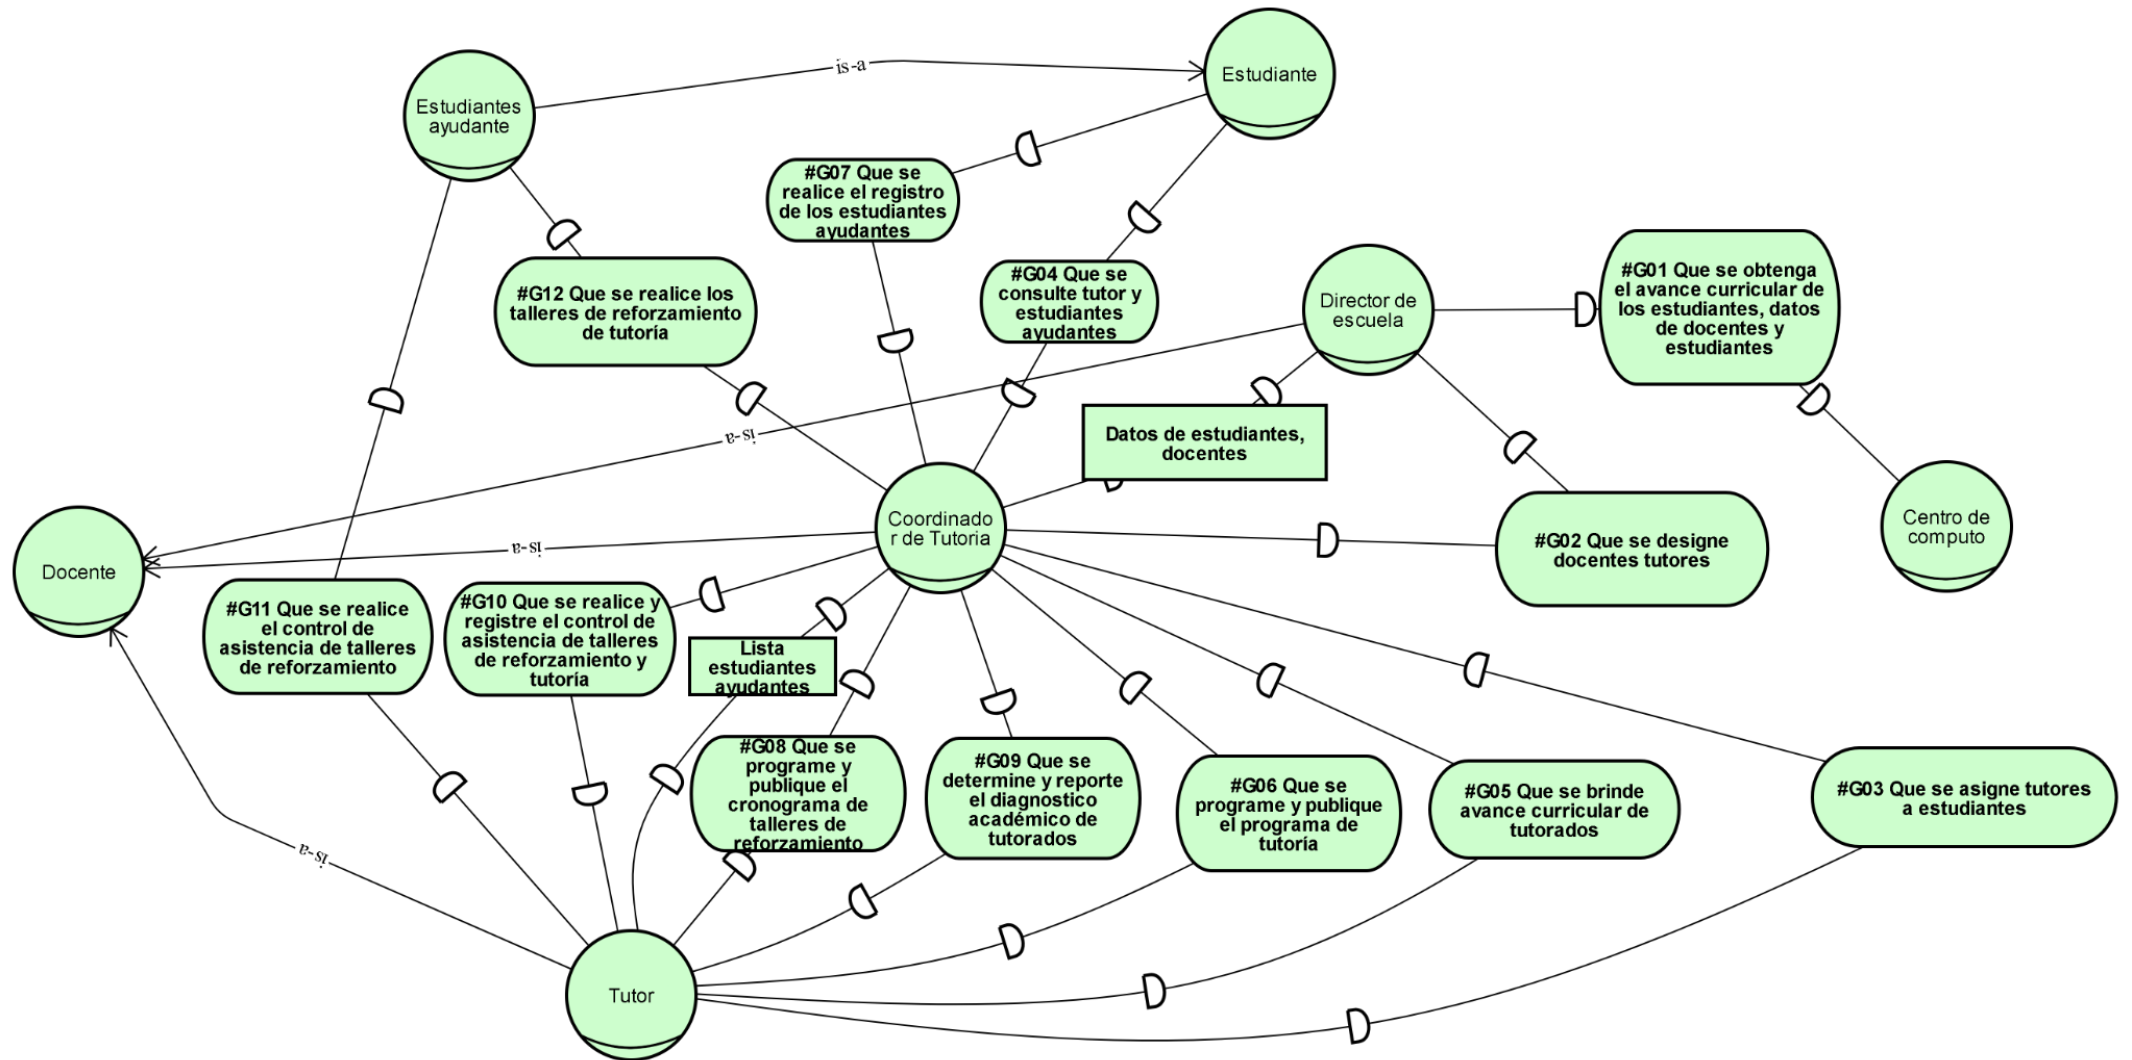 Estudiante
is-a
Estudiantes
ayudante
#G07 Que se
realice el registro
de los estudiantes
ayudantes
#G04 Que se
consulte tutor y
estudiantes
ayudantes
#G12 Que se realice los
talleres de reforzamiento
de tutoría
Director de
escuela
#G01 Que se obtenga
el avance curricular de
los estudiantes, datos
de docentes y
estudiantes
is-a
Datos de estudiantes,
docentes
Coordinado
r de Tutoria
is-a
#G02 Que se designe
docentes tutores
Centro de
computo
Docente
#G11 Que se realice
el control de
asistencia de talleres
de reforzamiento
#G10 Que se realice y
registre el control de
asistencia de talleres
de reforzamiento y
tutoría
Lista
estudiantes
ayudantes
#G08 Que se
programe y
publique el
cronograma de
talleres de
reforzamiento
#G09 Que se
determine y reporte
el diagnostico
académico de
tutorados
#G06 Que se
programe y publique
el programa de
tutoría
#G05 Que se brinde
avance curricular de
tutorados
#G03 Que se asigne tutores
a estudiantes
is-a
Tutor